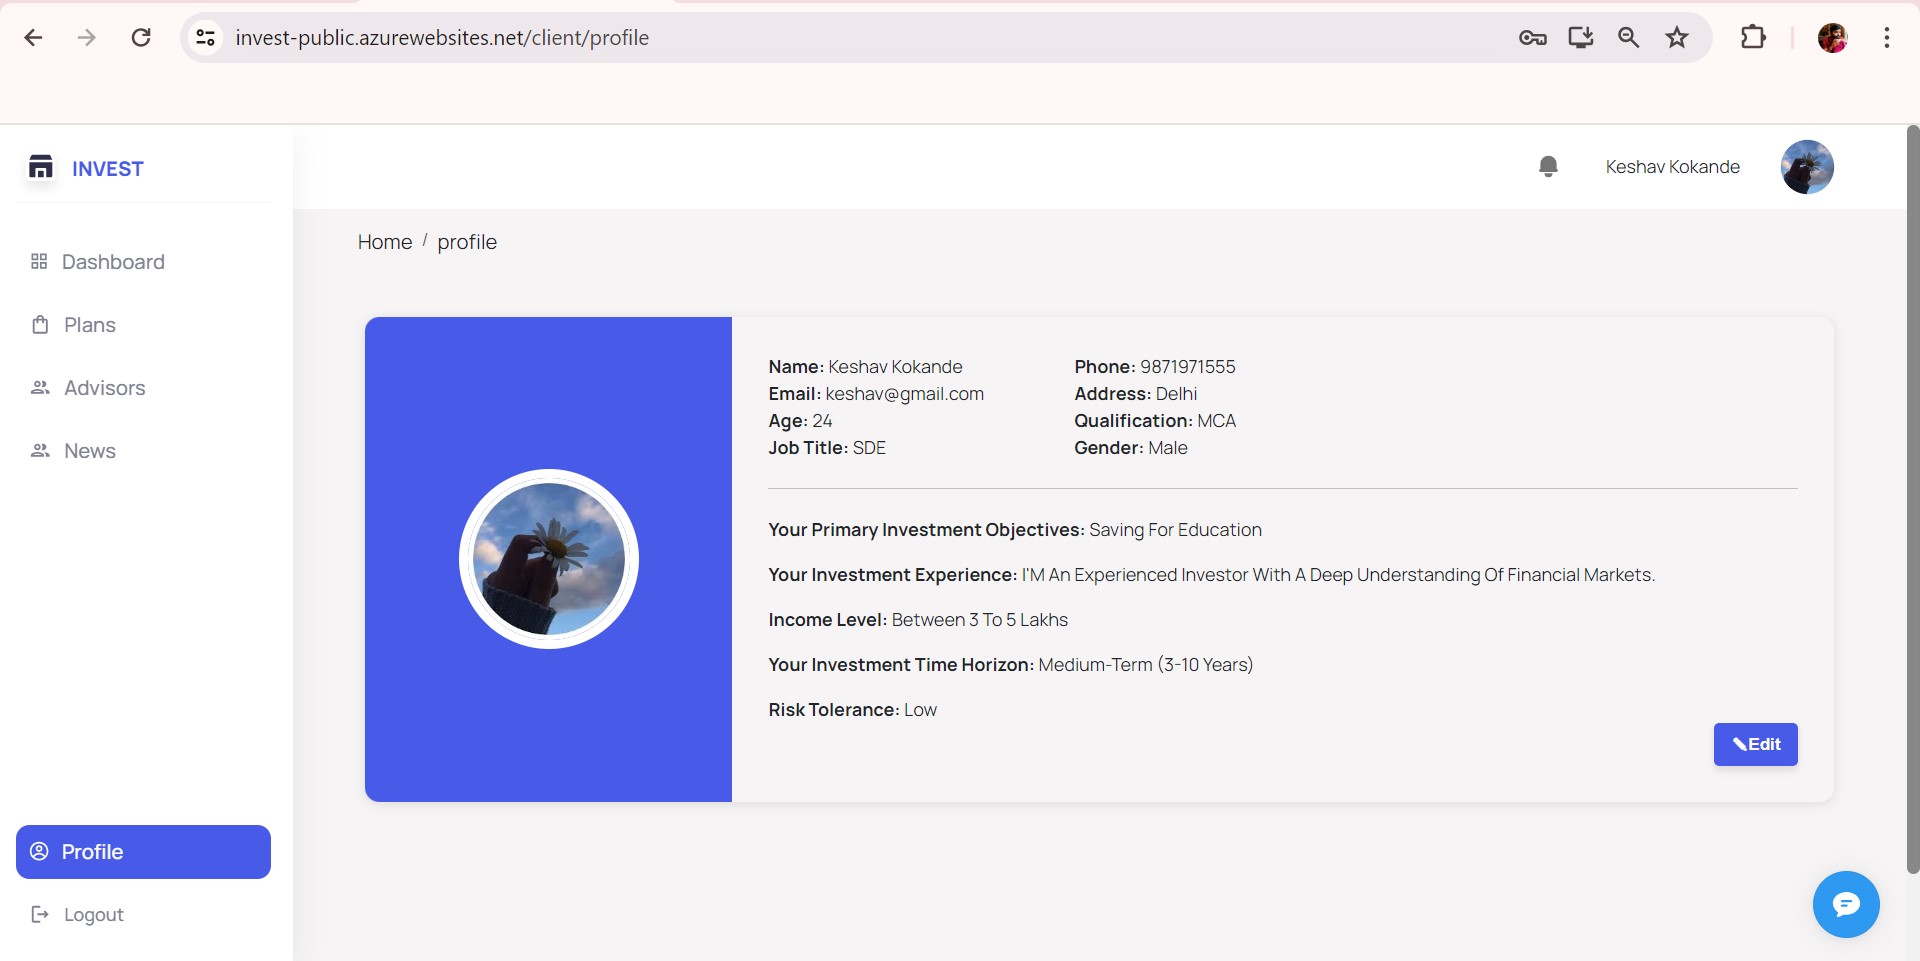 invest-public.azurewebsites.net/client/profile
INVEST
Keshav Kokande
Home / profile
Dashboard
Plans
Advisors
News
Name: Keshav Kokande
Phone: 9871971555
Email: keshav@gmail.com
Address: Delhi
Age: 24
Qualification: MCA
Job Title: SDE
Gender: Male
Your Primary Investment Objectives: Saving For Education
Your Investment Experience: I'M An Experienced Investor With A Deep Understanding Of Financial Markets.
Income Level: Between 3 To 5 Lakhs
Your Investment Time Horizon: Medium-Term (3-10 Years)
Risk Tolerance: Low
Edit
Profile
Logout